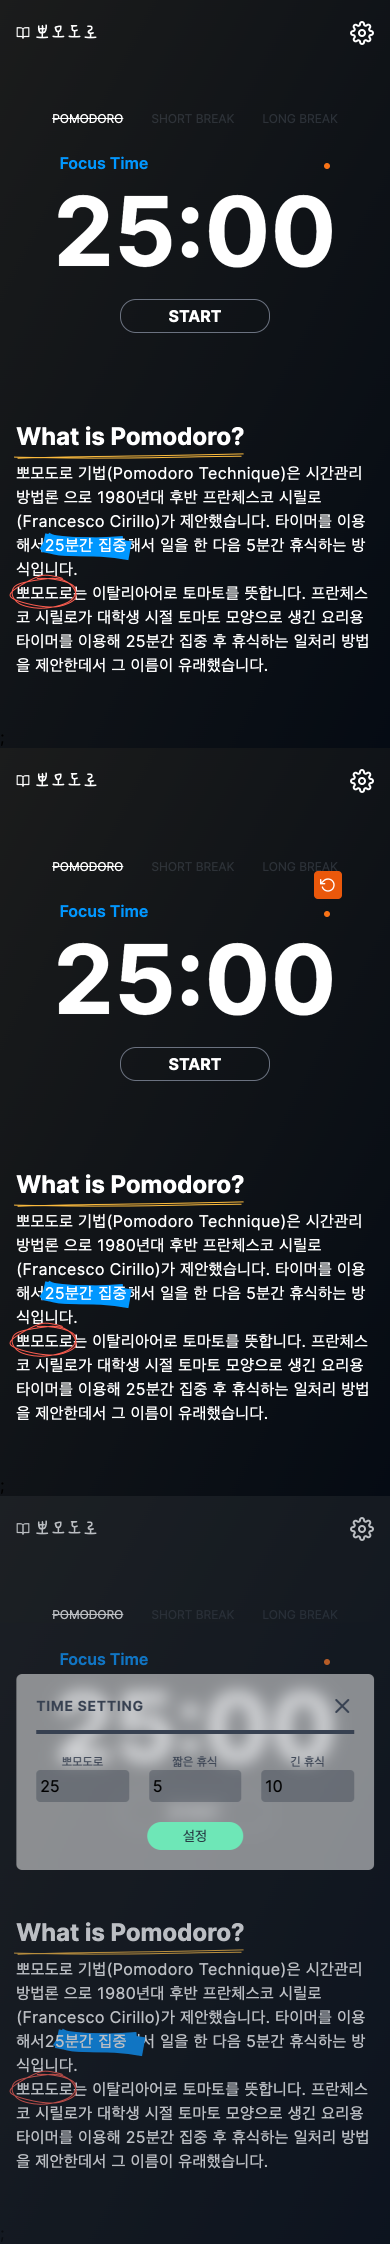 뽀모도로
POMODORO SHORT BREAK LONG BREAK
Focus Time
25:00
START
What is Pomodoro?
뽀모도로 기법(Pomodoro Technique)은 시간관리
방법론 으로 1980년대 후반 프란체스코 시릴로
(Francesco Cirillo)가 제안했습니다. 타이머를 이용
해서 25분간 집중해서 일을 한 다음 5분간 휴식하는 방
식입니다.
뽀모도로는 이탈리아어로 토마토를 뜻합니다. 프란체스
코 시릴로가 대학생 시절 토마토 모양으로 생긴 요리용
타이머를 이용해 25분간 집중 후 휴식하는 일처리 방법
을 제안한데서 그 이름이 유래했습니다.
;
뽀모도로
POMODORO SHORT BREAK LONG BREAK
Focus Time
25:00
START
What is Pomodoro?
뽀모도로 기법(Pomodoro Technique)은 시간관리
방법론 으로 1980년대 후반 프란체스코 시릴로
(Francesco Cirillo)가 제안했습니다. 타이머를 이용
해서 25분간 집중해서 일을 한 다음 5분간 휴식하는 방
식입니다.
뽀모도로는 이탈리아어로 토마토를 뜻합니다. 프란체스
코 시릴로가 대학생 시절 토마토 모양으로 생긴 요리용
타이머를 이용해 25분간 집중 후 휴식하는 일처리 방법
을 제안한데서 그 이름이 유래했습니다.
;
뽀모도로
POMODORO SHORT BREAK LONG BREAK
Focus Time
25:00
TIME SETTING
뽀모도로 짧은 휴식 긴 휴식
25 5 10
설정
What is Pomodoro?
뽀모도로 기법(Pomodoro Technique)은 시간관리
방법론 으로 1980년대 후반 프란체스코 시릴로
(Francesco Cirillo)가 제안했습니다. 타이머를 이용
해서 25분간 집중해서 일을 한 다음 5분간 휴식하는 방
식입니다.
뽀모도로는 이탈리아어로 토마토를 뜻합니다. 프란체스
코 시릴로가 대학생 시절 토마토 모양으로 생긴 요리용
타이머를 이용해 25분간 집중 후 휴식하는 일처리 방법
을 제안한데서 그 이름이 유래했습니다.
;